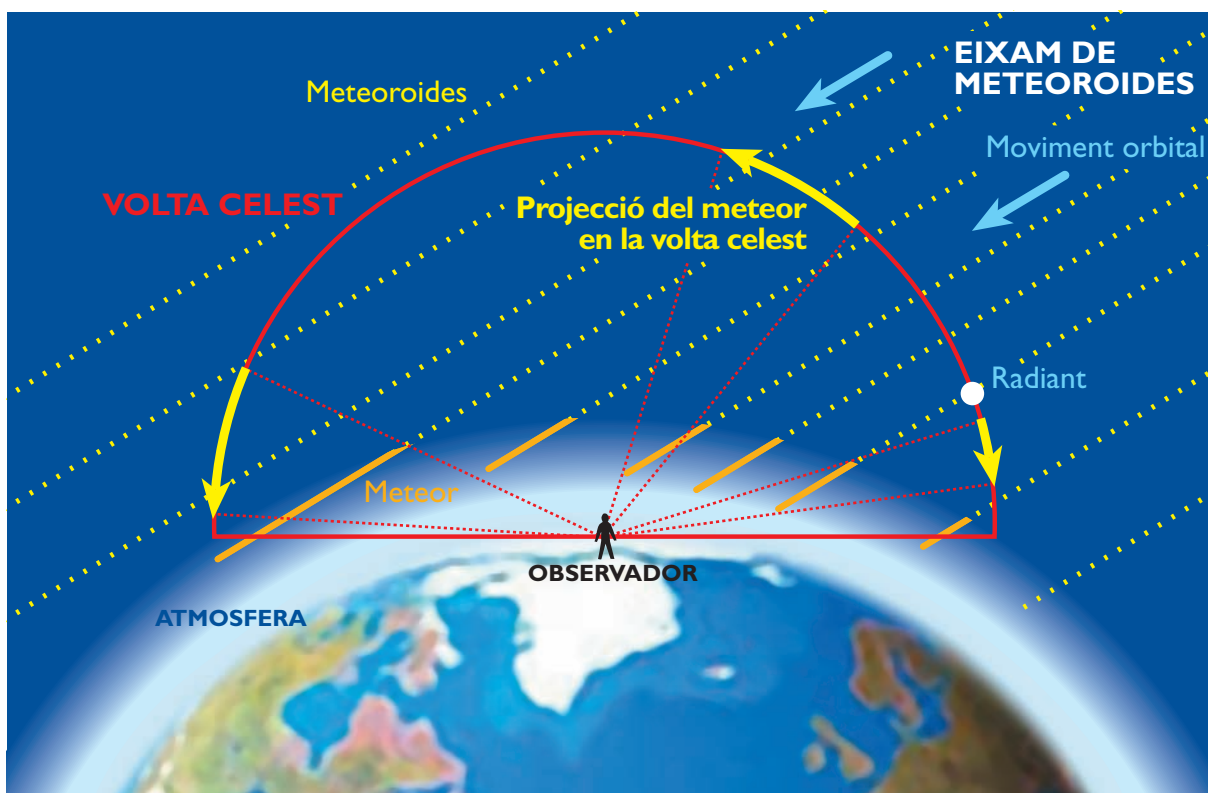 EIXAM DE
METEOROIDES
Meteoroides
Moviment orbital
VOLTA CELEST
Projecció del meteor
en la volta celest
Radiant
Meteor
OBSERVADOR
ATMOSFERA